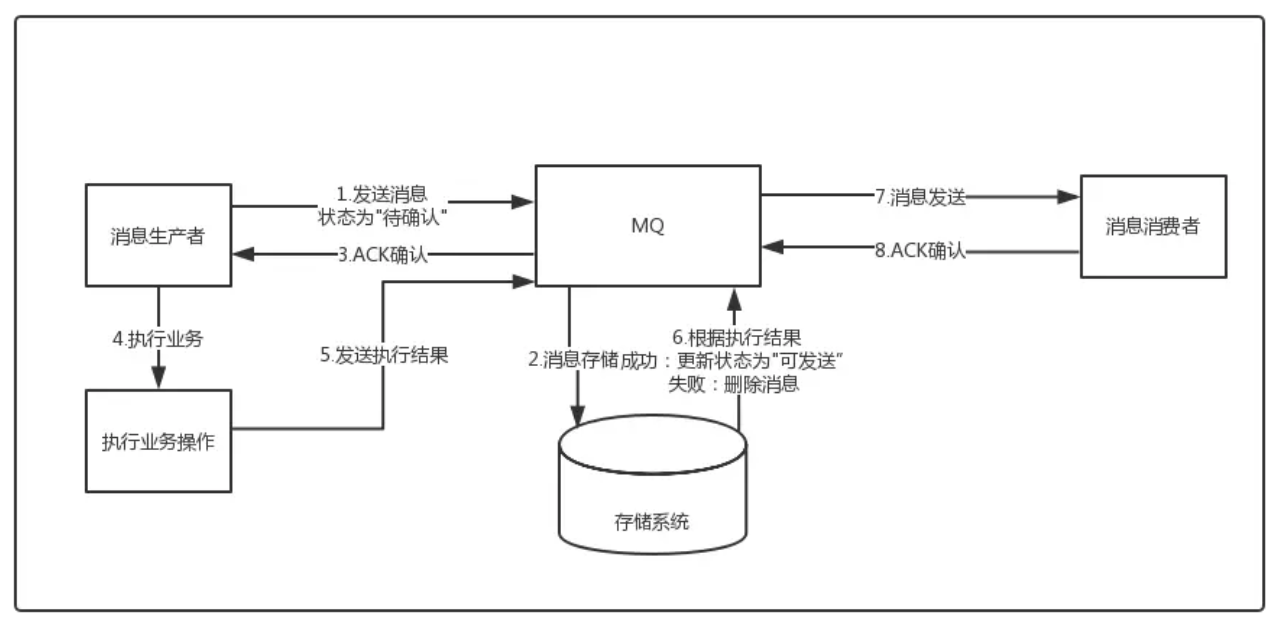 1.发送消息
状态为"待确认"
消息生产者
MQ
7.消息发送
消息消费者
3.ACK确认
8.ACK确认
4.执行业务
5.发送执行结果
2.消息存储
6.根据执行结果
成功：更新状态为"可发送”
失败：删除消息
执行业务操作
存储系统